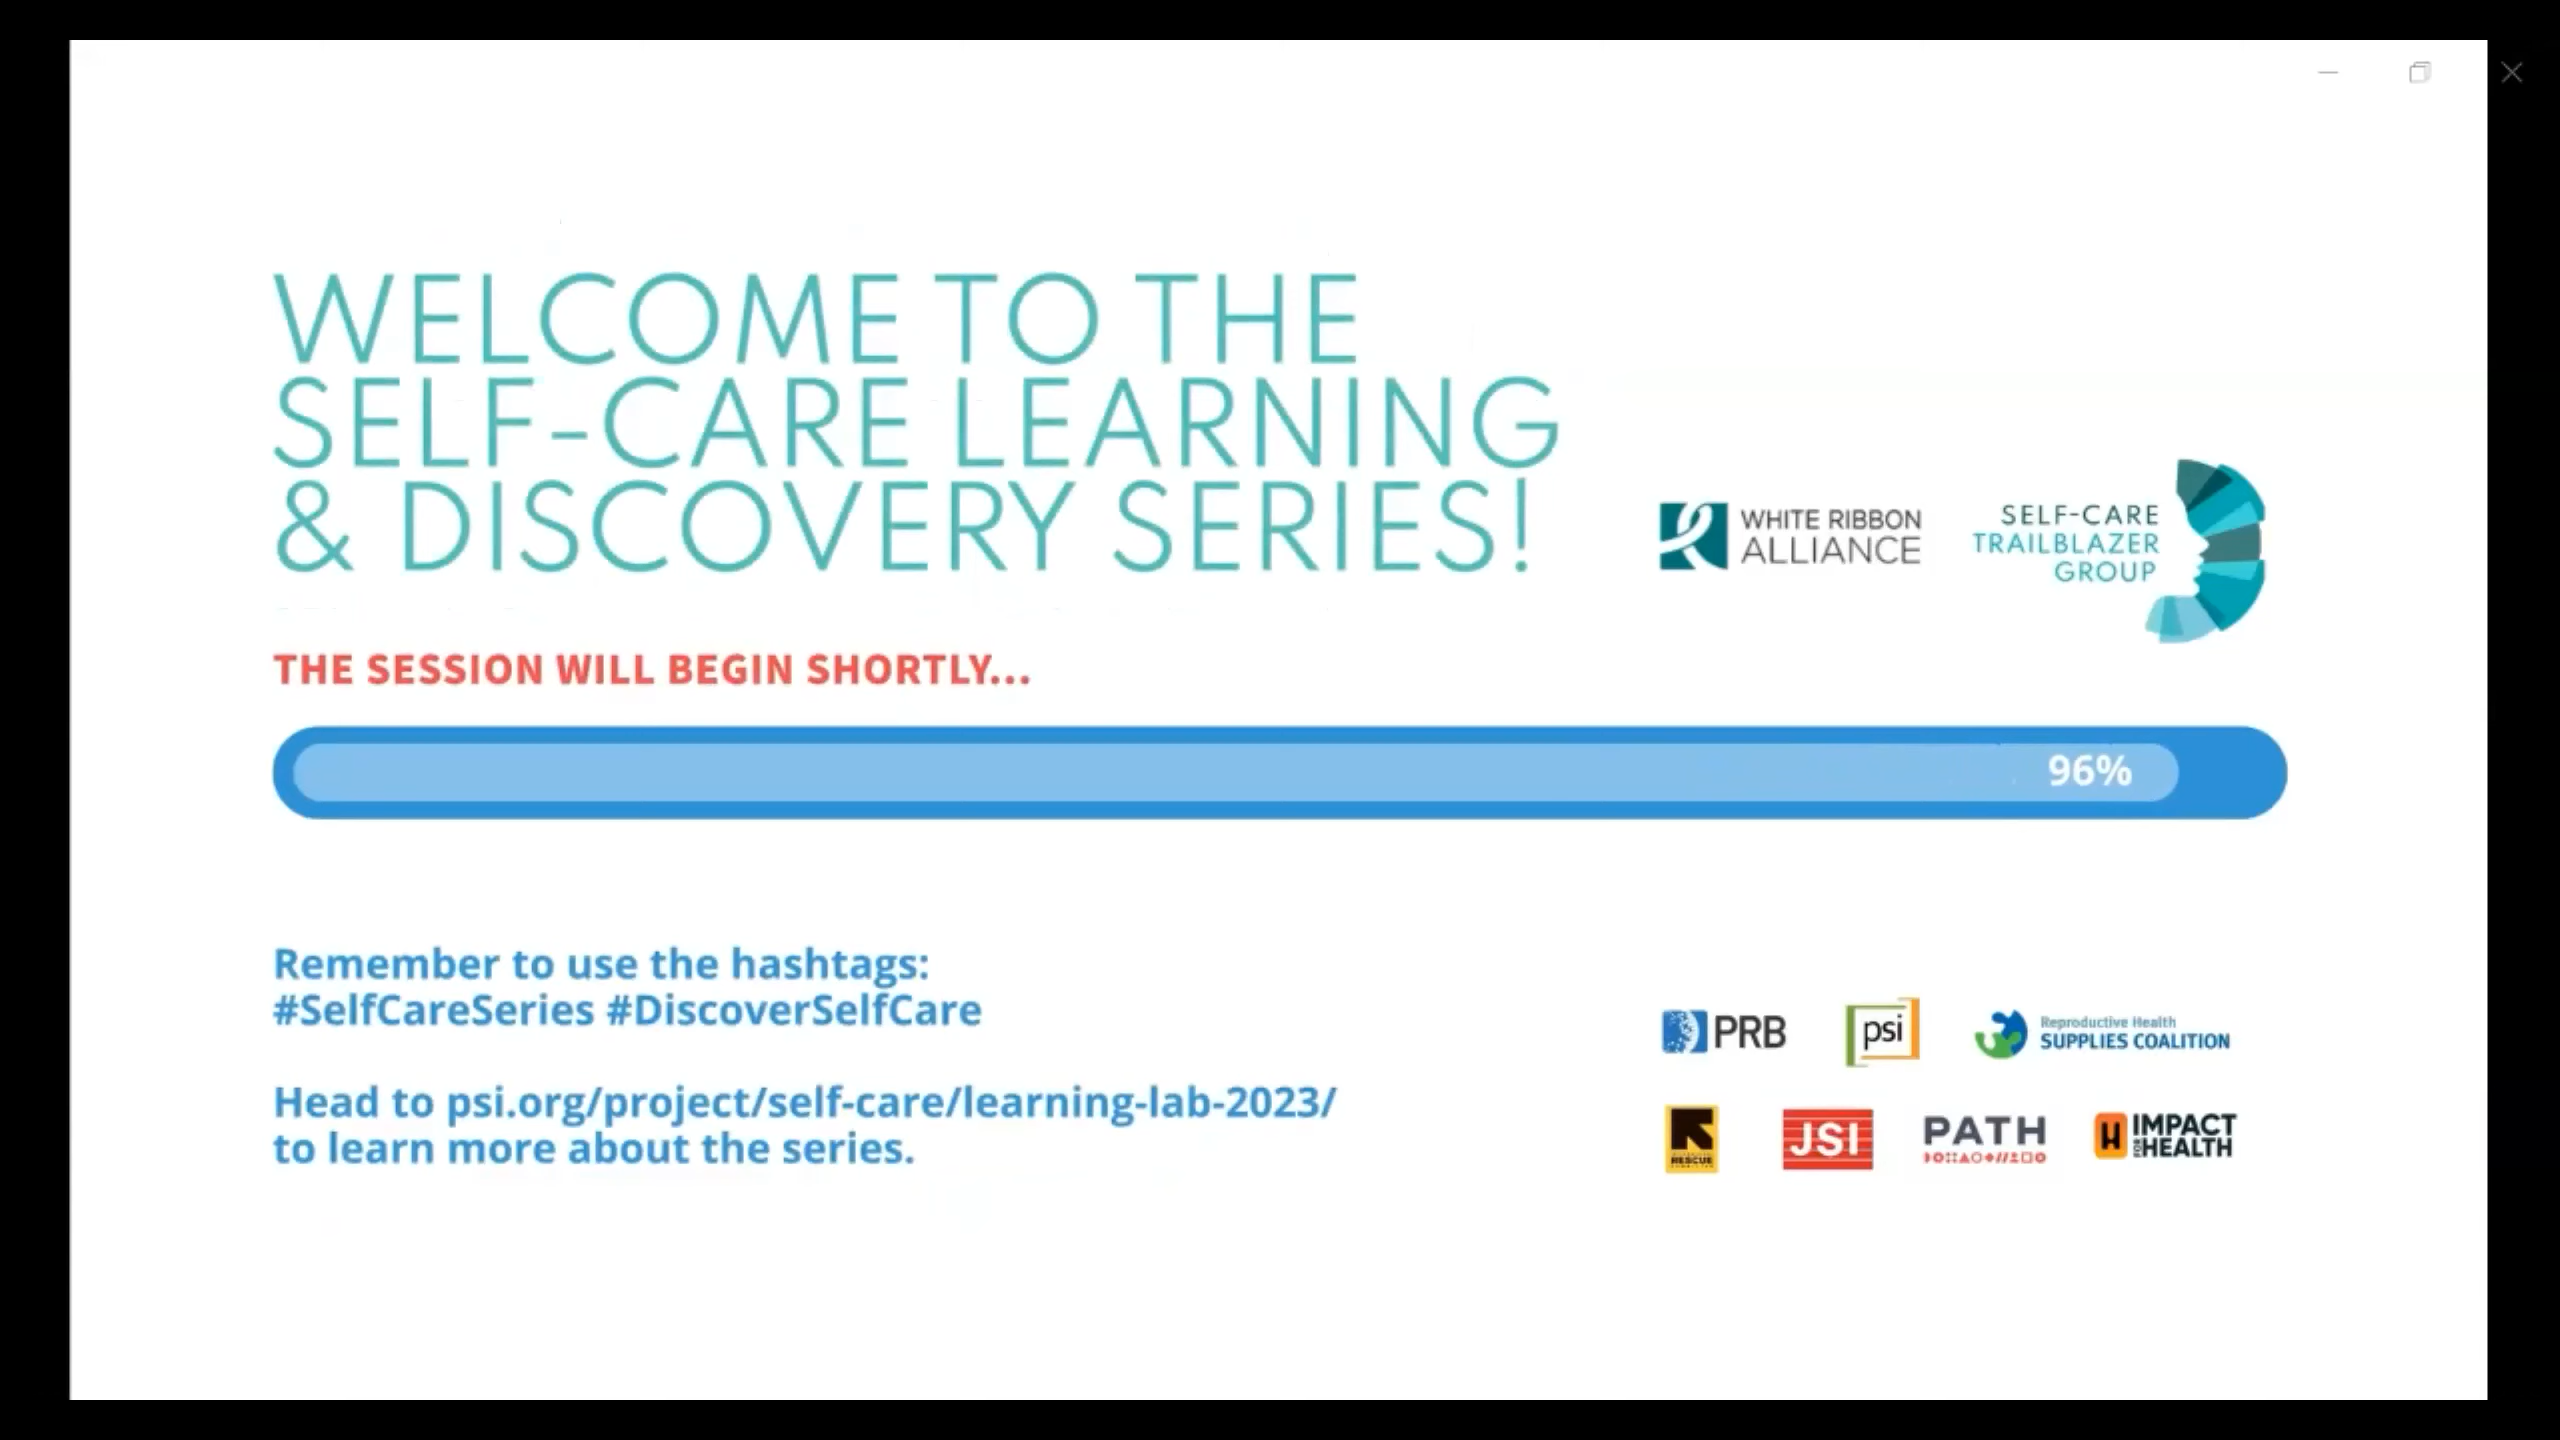 WELCOME TO THE
SELF-CARE LEARNING
& DISCOVERY SERIES!
WHITE RIBBON
ALLIANCE
SELF-CARE
TRAILBLAZER
GROUP
THE SESSION WILL BEGIN SHORTLY...
96%
Remember to use the hashtags:
#SelfCareSeries #DiscoverSelfCare
Head to psi.org/project/self-care/learning-lab-2023/
to learn more about the series.
PRB
psi
Reproductive Health
SUPPLIES COALITION
RESCUE
JSI
PATH
IMPACT
FOR HEALTH